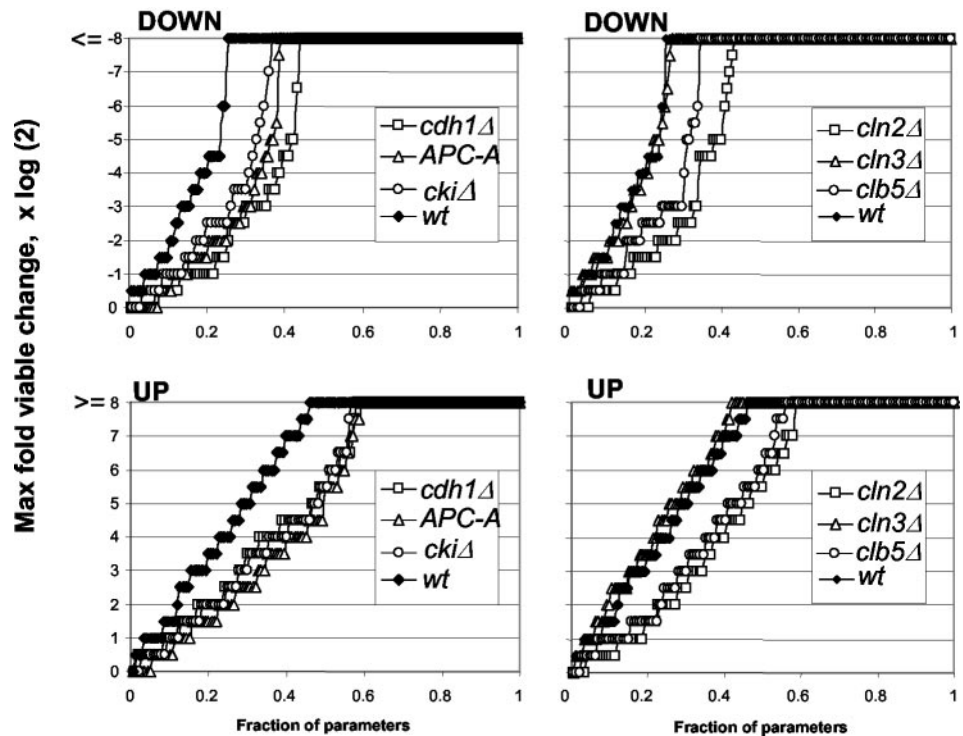 DOWN
<= -8
-7
-6
-5
-4
-3
-2
-1
0
0 0.2 0.4 0.6 0.8 1
cdh1Δ
APC-A
ckiΔ
wt
DOWN
0 0.2 0.4 0.6 0.8 1
cln2Δ
cln3Δ
clb5Δ
wt
Max fold viable change, x log (2)
UP
>= 8
7
6
5
4
3
2
1
0
0 0.2 0.4 0.6 0.8 1
Fraction of parameters
cdh1Δ
APC-A
ckiΔ
wt
UP
0 0.2 0.4 0.6 0.8 1
Fraction of parameters
cln2Δ
cln3Δ
clb5Δ
wt